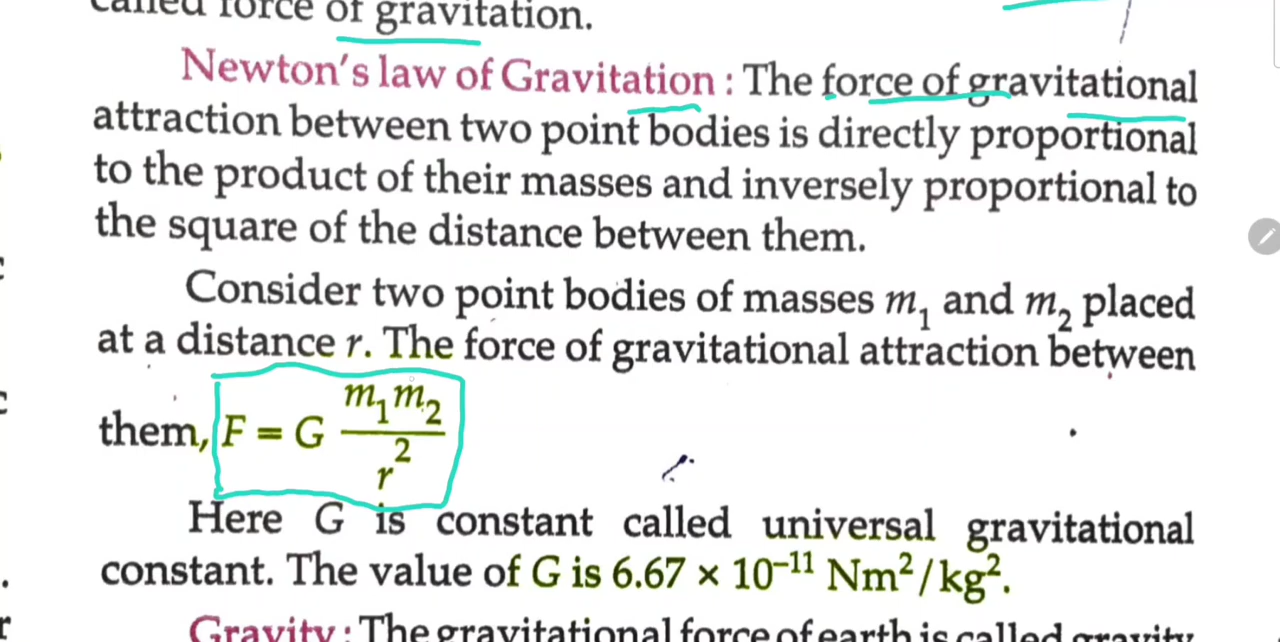 called force of gravitation.
Newton's law of Gravitation : The force of gravitational
attraction between two point bodies is directly proportional
to the product of their masses and inversely proportional to
the square of the distance between them.
Consider two point bodies of masses m₁ and m₂ placed
at a distance r. The force of gravitational attraction between
them, F = G m₁m₂ / r²
Here G is constant called universal gravitational
constant. The value of G is 6.67 × 10⁻¹¹ Nm²/kg².
Gravity : The gravitational force of earth is called gravity